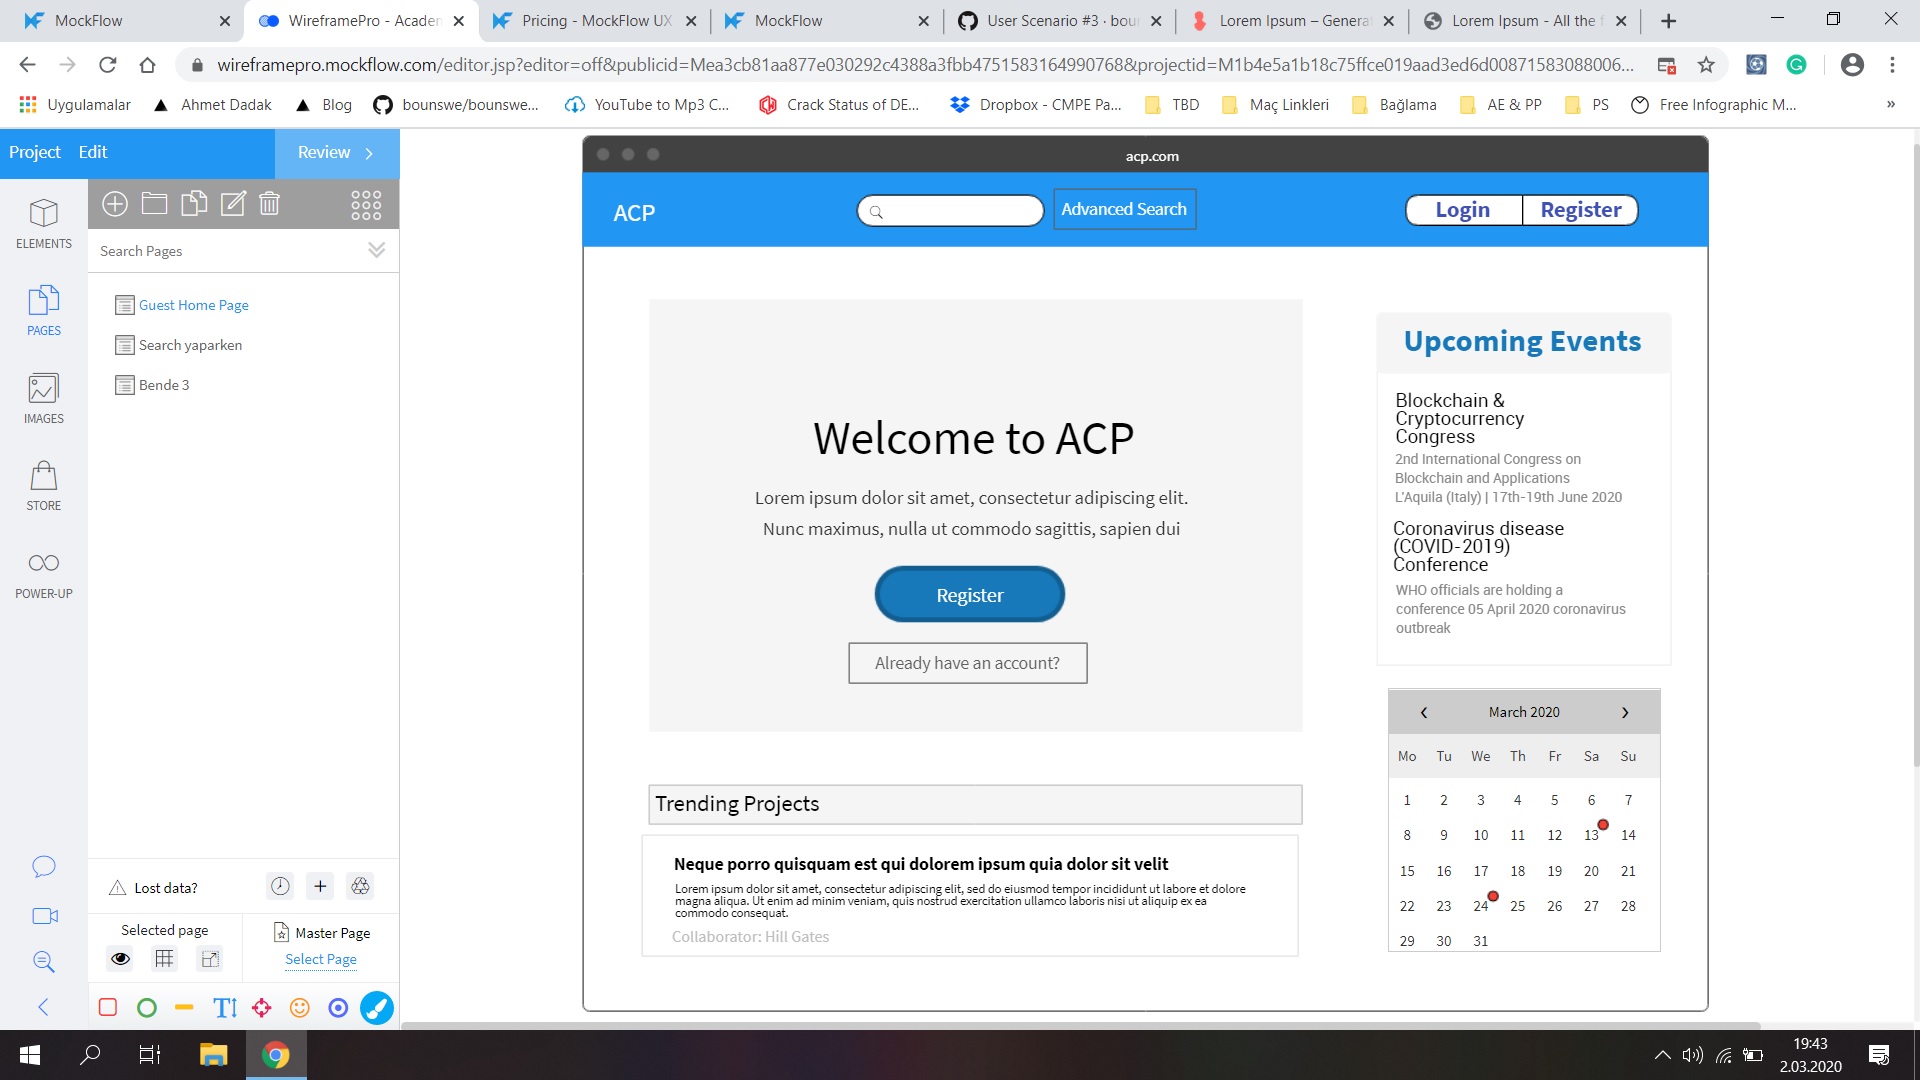 MockFlow
WireframePro - Academ
Pricing - MockFlow UX
MockFlow
User Scenario #3 · boun
Lorem Ipsum – Generat
Lorem Ipsum - All the f
wireframepro.mockflow.com/editor.jsp?editor=off&publicid=Mea3cb81aa877e030292c4388a3fbb4751583164990768&projectid=M1b4e5a1b18c75ffce019aad3ed6d00871583088006...
Uygulamalar
Ahmet Dadak
Blog
bounswe/bounswe...
YouTube to Mp3 C...
Crack Status of DE...
Dropbox - CMPE Pa...
TBD
Maç Linkleri
Bağlama
AE & PP
PS
Free Infographic M...
»
Project Edit
Review
ELEMENTS
PAGES
IMAGES
STORE
POWER-UP
Search Pages
Guest Home Page
Search yaparken
Bende 3
Lost data?
Selected page
Master Page
Select Page
acp.com
ACP
Advanced Search
Login
Register
Welcome to ACP
Lorem ipsum dolor sit amet, consectetur adipiscing elit.
Nunc maximus, nulla ut commodo sagittis, sapien dui
Register
Already have an account?
Upcoming Events
Blockchain &
Cryptocurrency
Congress
2nd International Congress on
Blockchain and Applications
L'Aquila (Italy) | 17th-19th June 2020
Coronavirus disease
(COVID-2019)
Conference
WHO officials are holding a
conference 05 April 2020 coronavirus
outbreak
March 2020
Mo Tu We Th Fr Sa Su
1 2 3 4 5 6 7
8 9 10 11 12 13 14
15 16 17 18 19 20 21
22 23 24 25 26 27 28
29 30 31
Trending Projects
Neque porro quisquam est qui dolorem ipsum quia dolor sit velit
Lorem ipsum dolor sit amet, consectetur adipiscing elit, sed do eiusmod tempor incididunt ut labore et dolore
magna aliqua. Ut enim ad minim veniam, quis nostrud exercitation ullamco laboris nisi ut aliquip ex ea
commodo consequat.
Collaborator: Hill Gates
19:43
2.03.2020